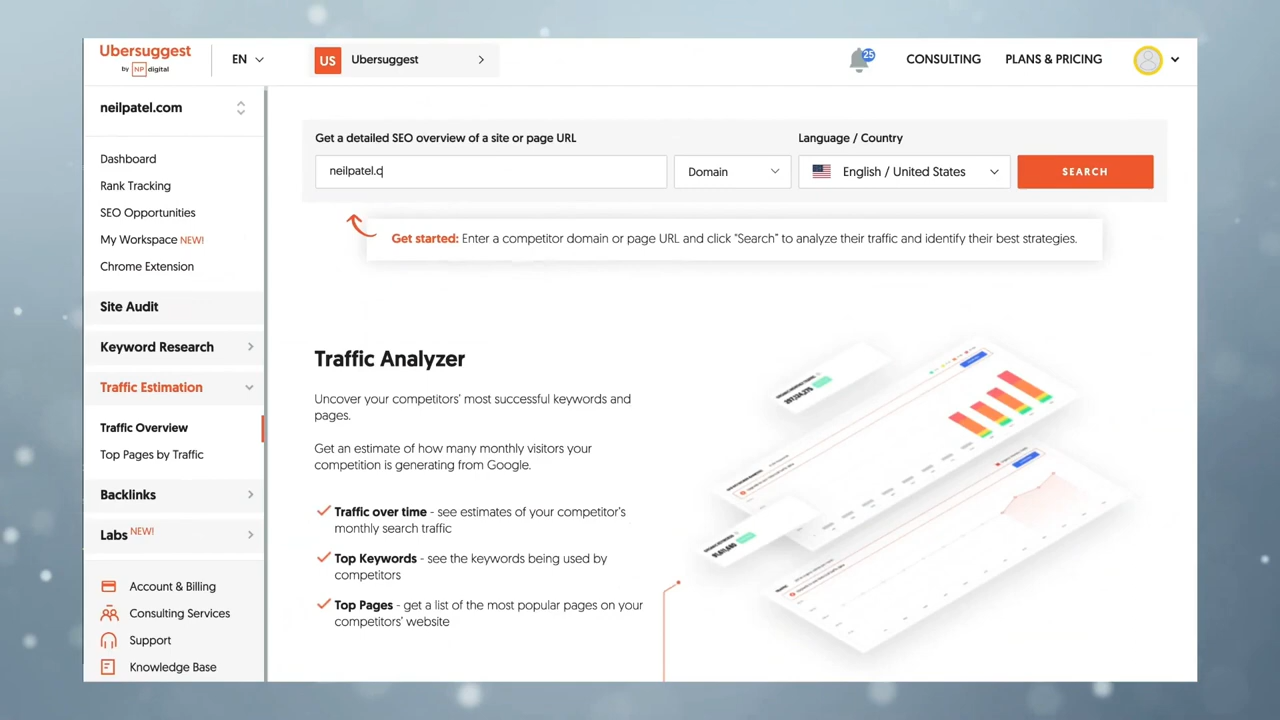 Ubersuggest
by NP digital
EN
US Ubersuggest
25
CONSULTING
PLANS & PRICING
neilpatel.com
Dashboard
Rank Tracking
SEO Opportunities
My Workspace NEW!
Chrome Extension
Site Audit
Keyword Research
Traffic Estimation
Traffic Overview
Top Pages by Traffic
Backlinks
Labs NEW!
Account & Billing
Consulting Services
Support
Knowledge Base
Get a detailed SEO overview of a site or page URL
Language / Country
neilpatel.c
Domain
English / United States
SEARCH
Get started: Enter a competitor domain or page URL and click "Search" to analyze their traffic and identify their best strategies.
Traffic Analyzer
Uncover your competitors' most successful keywords and
pages.
Get an estimate of how many monthly visitors your
competition is generating from Google.
Traffic over time - see estimates of your competitor's
monthly search traffic
Top Keywords - see the keywords being used by
competitors
Top Pages - get a list of the most popular pages on your
competitors' website